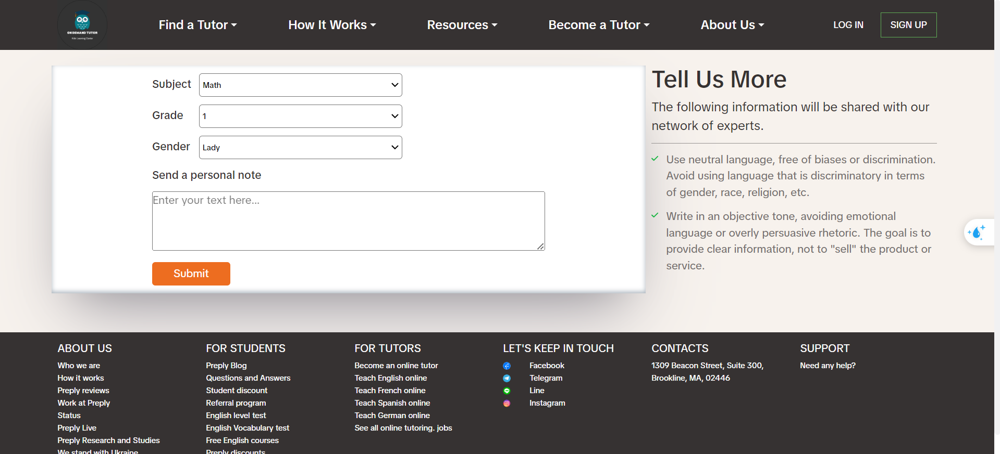 ON DEMAND TUTOR
Kids Learning Center
Find a Tutor
How It Works
Resources
Become a Tutor
About Us
LOG IN
SIGN UP
Subject
Math
Grade
1
Gender
Lady
Send a personal note
Enter your text here...
Submit
Tell Us More
The following information will be shared with our
network of experts.
Use neutral language, free of biases or discrimination.
Avoid using language that is discriminatory in terms
of gender, race, religion, etc.
Write in an objective tone, avoiding emotional
language or overly persuasive rhetoric. The goal is to
provide clear information, not to "sell" the product or
service.
ABOUT US
Who we are
How it works
Preply reviews
Work at Preply
Status
Preply Live
Preply Research and Studies
We stand with Ukraine
FOR STUDENTS
Preply Blog
Questions and Answers
Student discount
Referral program
English level test
English Vocabulary test
Free English courses
Preply discounts
FOR TUTORS
Become an online tutor
Teach English online
Teach French online
Teach Spanish online
Teach German online
See all online tutoring. jobs
LET'S KEEP IN TOUCH
Facebook
Telegram
Line
Instagram
CONTACTS
1309 Beacon Street, Suite 300,
Brookline, MA, 02446
SUPPORT
Need any help?